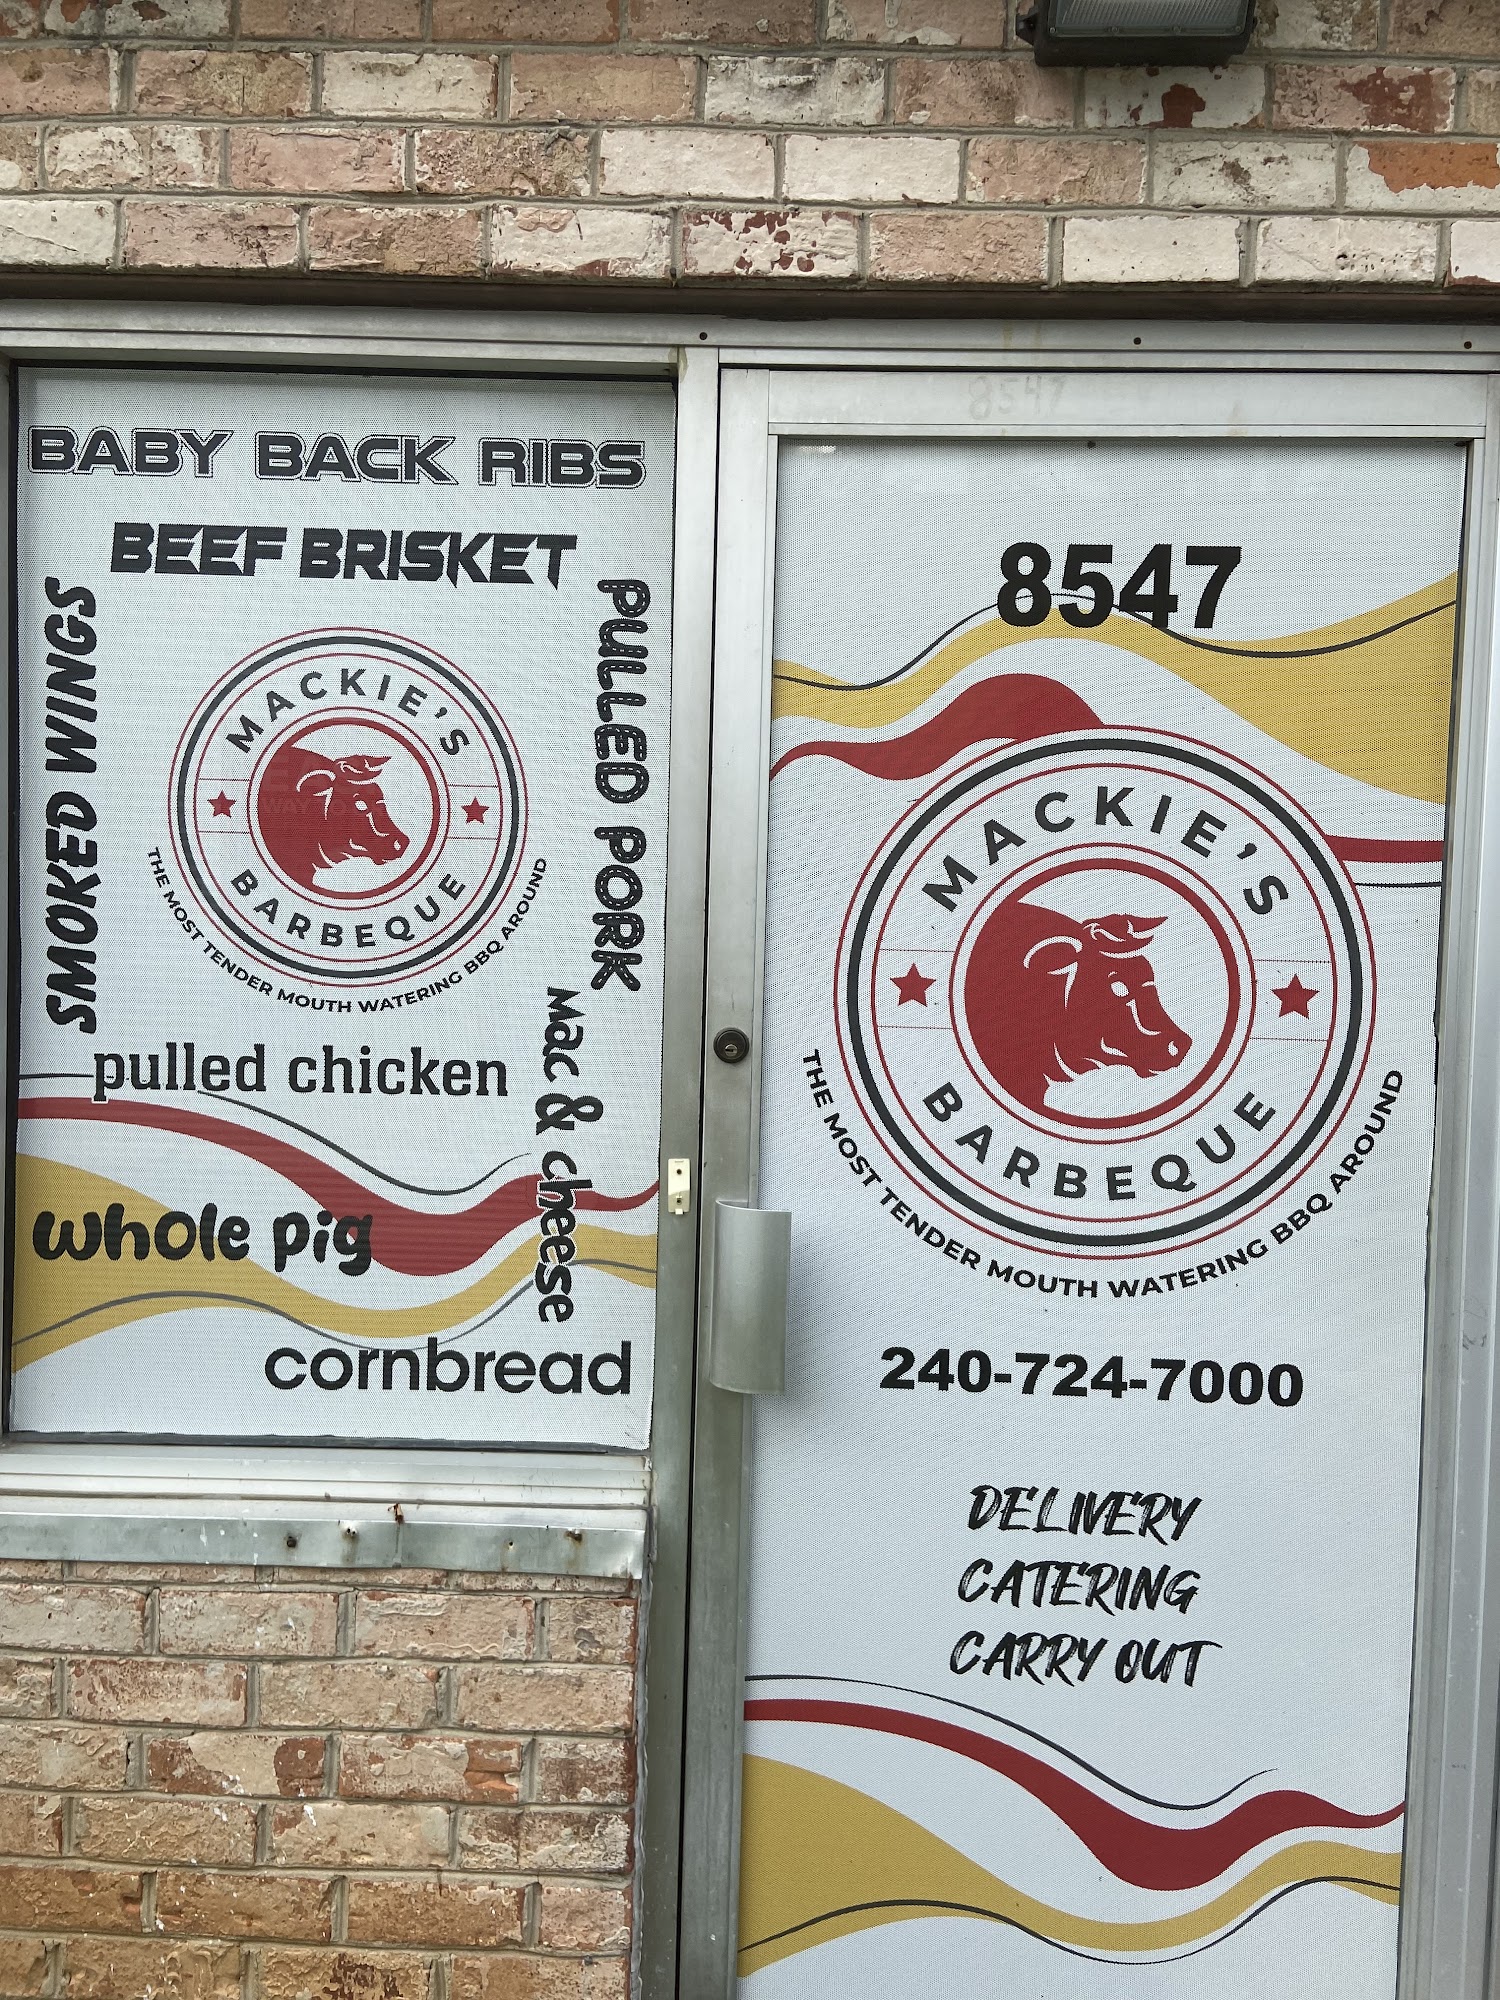 8547
BABY BACK RIBS
BEEF BRISKET
SMOKED WINGS
PULLED PORK
MACKIE'S
BARBEQUE
THE MOST TENDER MOUTH WATERING BBQ AROUND
pulled chicken
Mac & cheese
whole pig
cornbread
8547
MACKIE'S
BARBEQUE
THE MOST TENDER MOUTH WATERING BBQ AROUND
240-724-7000
DELIVERY
CATERING
CARRY OUT